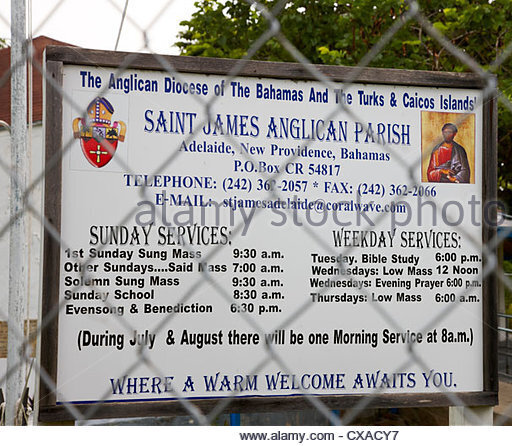 The Anglican Diocese of The Bahamas And The Turks & Caicos Islands
SAINT JAMES ANGLICAN PARISH
Adelaide, New Providence, Bahamas
P.O.Box CR 54817
TELEPHONE: (242) 362-2057 * FAX: (242) 362-2066
E-MAIL: stjamesadelaide@coralwave.com
alamy stock photo
SUNDAY SERVICES:
1st Sunday Sung Mass 9:30 a.m.
Other Sundays....Said Mass 7:00 a.m.
Solemn Sung Mass 9:30 a.m.
Sunday School 8:30 a.m.
Evensong & Benediction 6:30 p.m.
WEEKDAY SERVICES:
Tuesday. Bible Study 6:00 p.m.
Wednesdays: Low Mass 12 Noon
Wednesdays: Evening Prayer 6:00 p.m.
Thursdays: Low Mass 6:00 a.m.
(During July & August there will be one Morning Service at 8a.m.)
WHERE A WARM WELCOME AWAITS YOU.
www.alamy.com - CXACY7